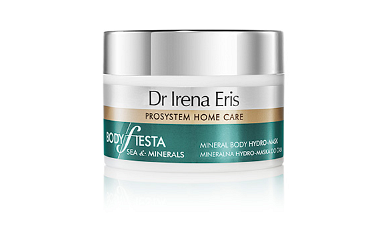 Dr Irena Eris
PROSYSTEM HOME CARE
BODY fIESTA
SEA & MINERALS
MINERAL BODY HYDRO-MASK
MINERALNA HYDRO-MASKA DO CIAŁA